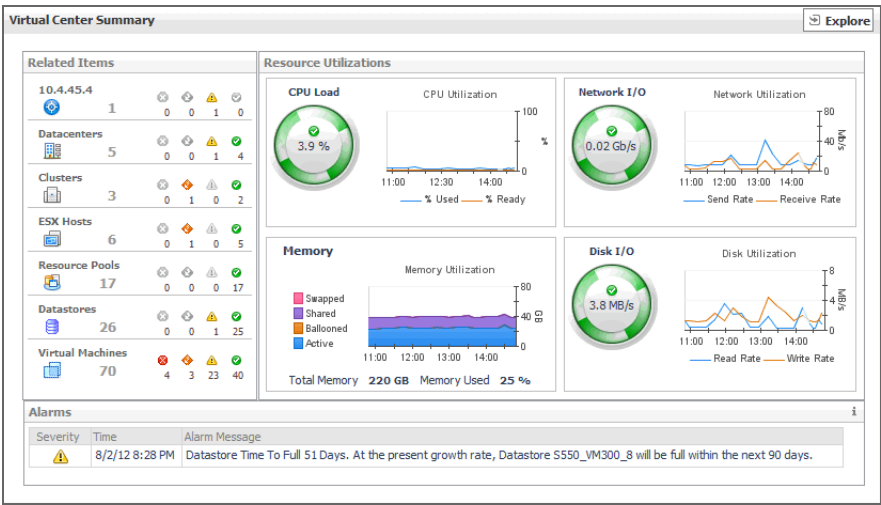 Virtual Center Summary
Explore
Related Items
10.4.45.4
1
0 0 1 0
Datacenters
5
0 0 1 4
Clusters
3
0 1 0 2
ESX Hosts
6
0 1 0 5
Resource Pools
17
0 0 0 17
Datastores
26
0 0 1 25
Virtual Machines
70
4 3 23 40
Resource Utilizations
CPU Load
3.9 %
CPU Utilization
100
%
0
11:00 12:30 14:00
% Used % Ready
Network I/O
0.02 Gb/s
Network Utilization
80
40
Mb/s
0
11:00 12:00 13:00 14:00
Send Rate Receive Rate
Memory
Memory Utilization
Swapped
Shared
Ballooned
Active
80
40
GB
0
11:00 12:00 13:00 14:00
Total Memory 220 GB Memory Used 25 %
Disk I/O
3.8 MB/s
Disk Utilization
8
4
MB/s
0
11:00 12:00 13:00 14:00
Read Rate Write Rate
Alarms
i
Severity Time Alarm Message
8/2/12 8:28 PM Datastore Time To Full 51 Days. At the present growth rate, Datastore S550_VM300_8 will be full within the next 90 days.